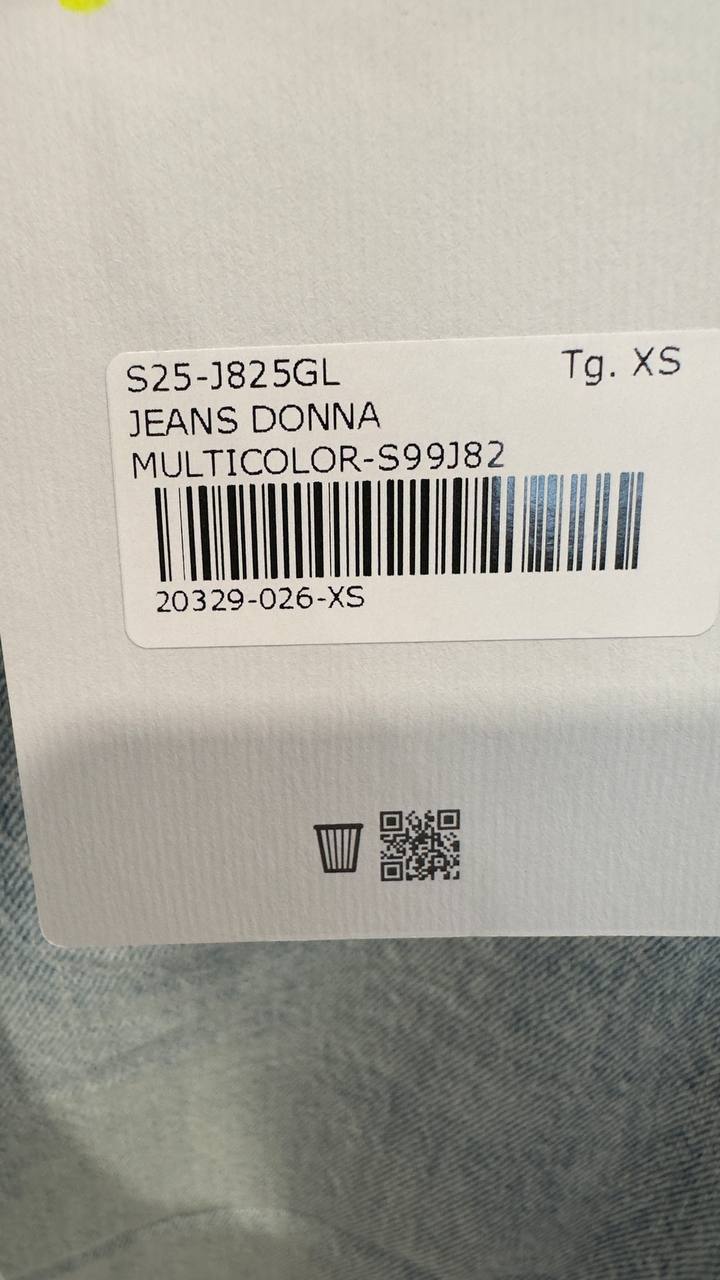 S25-J825GL
Tg. XS
JEANS DONNA
MULTICOLOR-S99J82
20329-026-XS